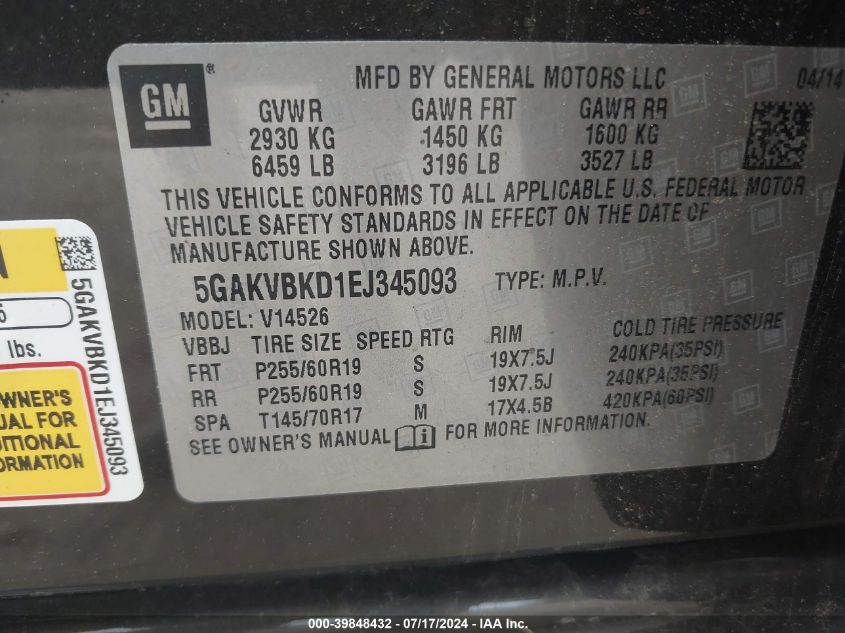 GM®
MFD BY GENERAL MOTORS LLC 04/14
GVWR GAWR FRT GAWR RR
2930 KG 1450 KG 1600 KG
6459 LB 3196 LB 3527 LB
THIS VEHICLE CONFORMS TO ALL APPLICABLE U.S. FEDERAL MOTOR
VEHICLE SAFETY STANDARDS IN EFFECT ON THE DATE OF
MANUFACTURE SHOWN ABOVE.
5GAKVBKD1EJ345093 TYPE: M.P.V.
MODEL: V14526
VBBJ TIRE SIZE SPEED RTG RIM COLD TIRE PRESSURE
FRT P255/60R19 S 19X7.5J 240KPA(35PSI)
RR P255/60R19 S 19X7.5J 240KPA(35PSI)
SPA T145/70R17 M 17X4.5B 420KPA(60PSI)
SEE OWNER'S MANUAL i FOR MORE INFORMATION.
lbs.
OWNER'S
UAL FOR
ITIONAL
ORMATION
5GAKVBKD1EJ345093
000-39848432 - 07/17/2024 - IAA Inc.